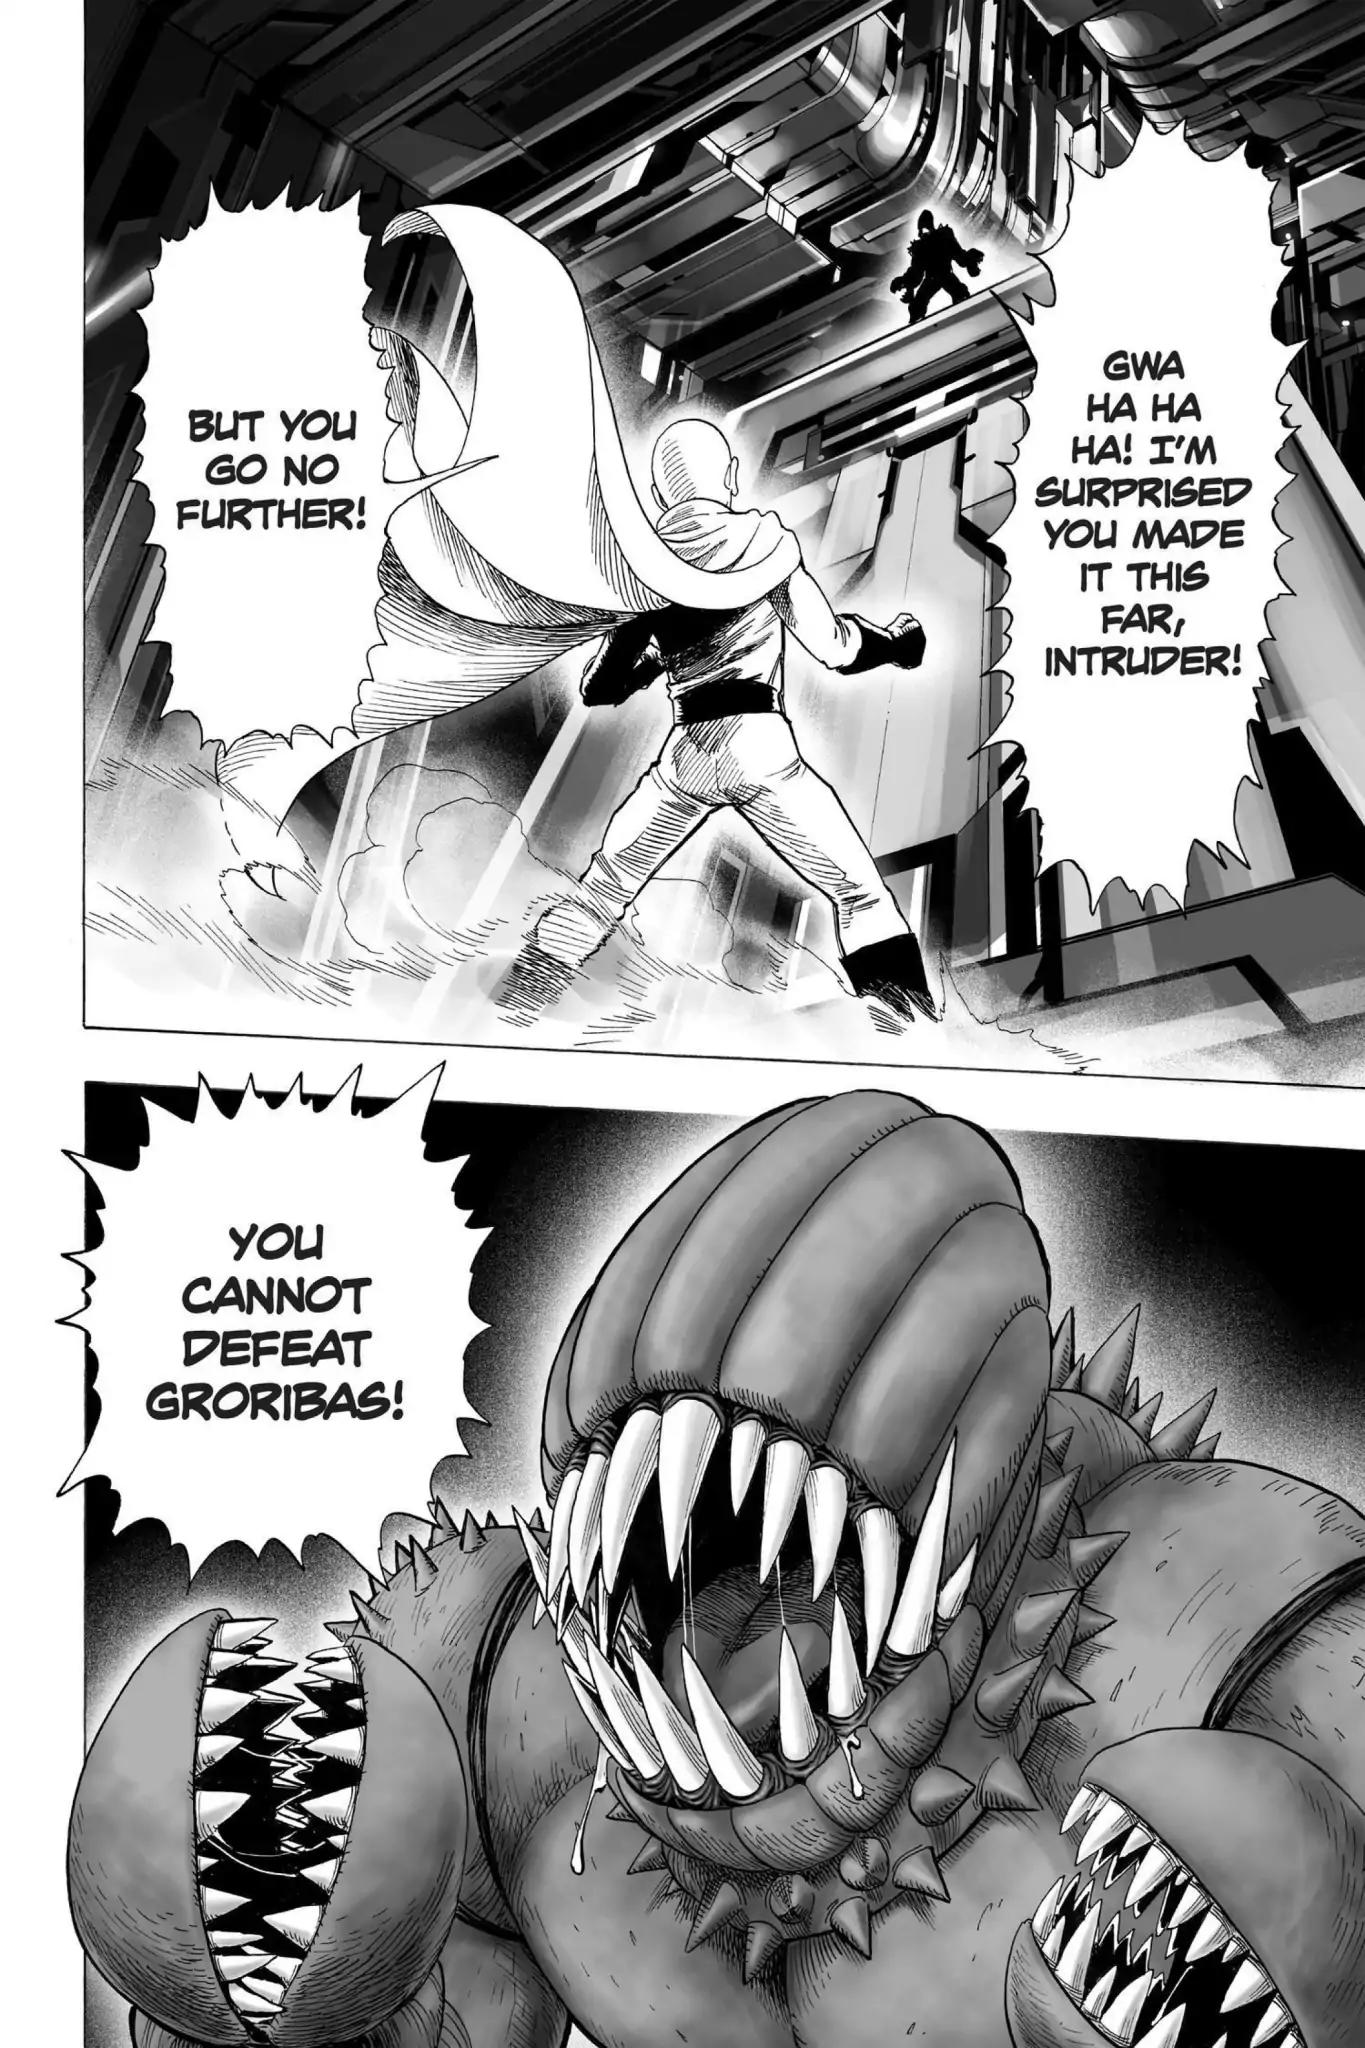 GWA
HA HA
HA! I'M
SURPRISED
YOU MADE
IT THIS
FAR,
INTRUDER!
BUT YOU
GO NO
FURTHER!
YOU
CANNOT
DEFEAT
GRORIBAS!